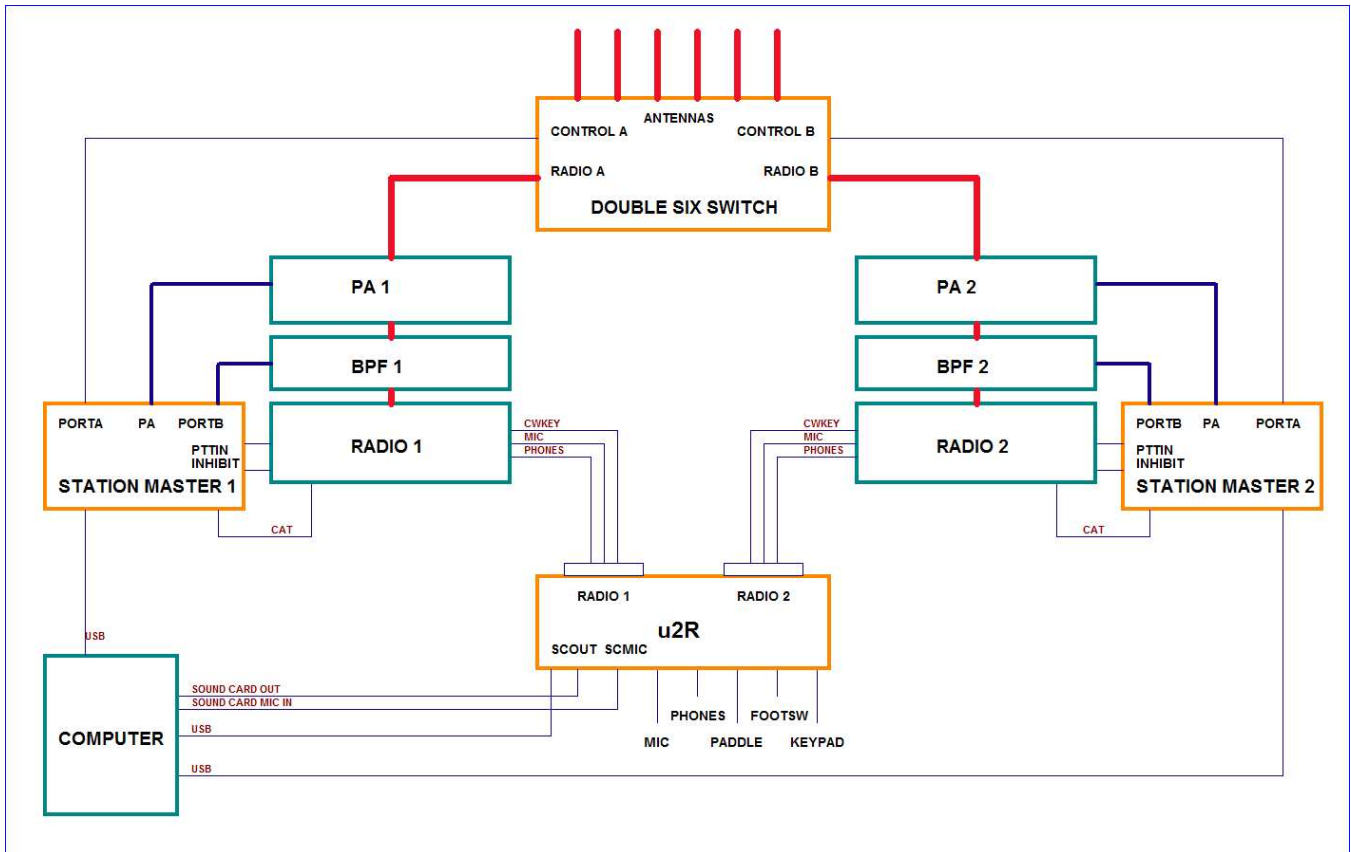 ANTENNAS
CONTROL A
CONTROL B
RADIO A
RADIO B
DOUBLE SIX SWITCH
PA 1
PA 2
BPF 1
BPF 2
PORTA
PA
PORTB
PTTIN
INHIBIT
STATION MASTER 1
RADIO 1
CWKEY
MIC
PHONES
CWKEY
MIC
PHONES
RADIO 2
PORTB
PA
PORTA
PTTIN
INHIBIT
STATION MASTER 2
CAT
CAT
RADIO 1
RADIO 2
u2R
SCOUT
SCMIC
USB
SOUND CARD OUT
SOUND CARD MIC IN
USB
USB
COMPUTER
PHONES
FOOTSW
MIC
PADDLE
KEYPAD